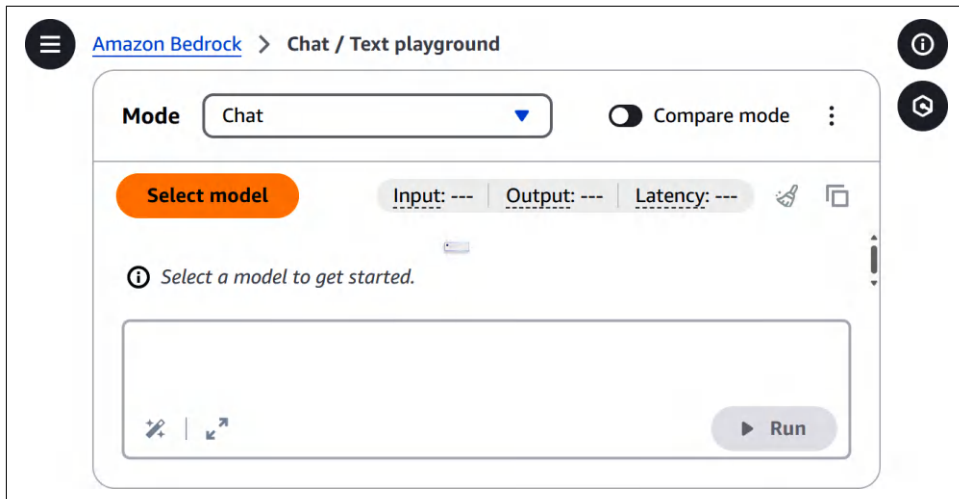 Amazon Bedrock > Chat / Text playground
Mode Chat Compare mode
Select model Input: --- Output: --- Latency: ---
Select a model to get started.
Run